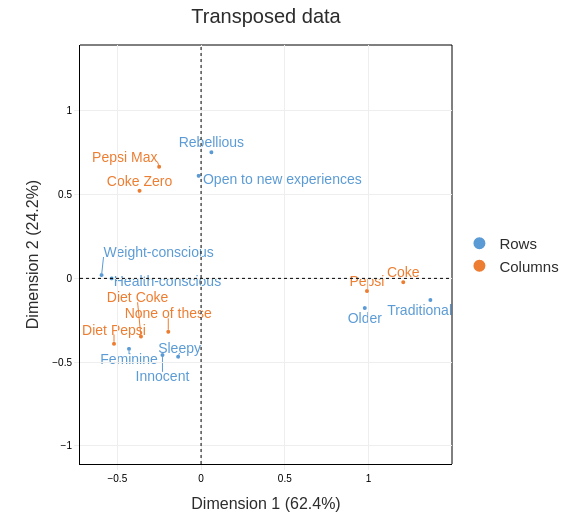 Transposed data
1
0.5
0
−0.5
−1
−0.5
0
0.5
1
Dimension 2 (24.2%)
Dimension 1 (62.4%)
Rebellious
Pepsi Max
Coke Zero
Open to new experiences
Weight-conscious
Health-conscious
Coke
Pepsi
Diet Coke
None of these
Traditional
Older
Diet Pepsi
Sleepy
Feminine
Innocent
Rows
Columns